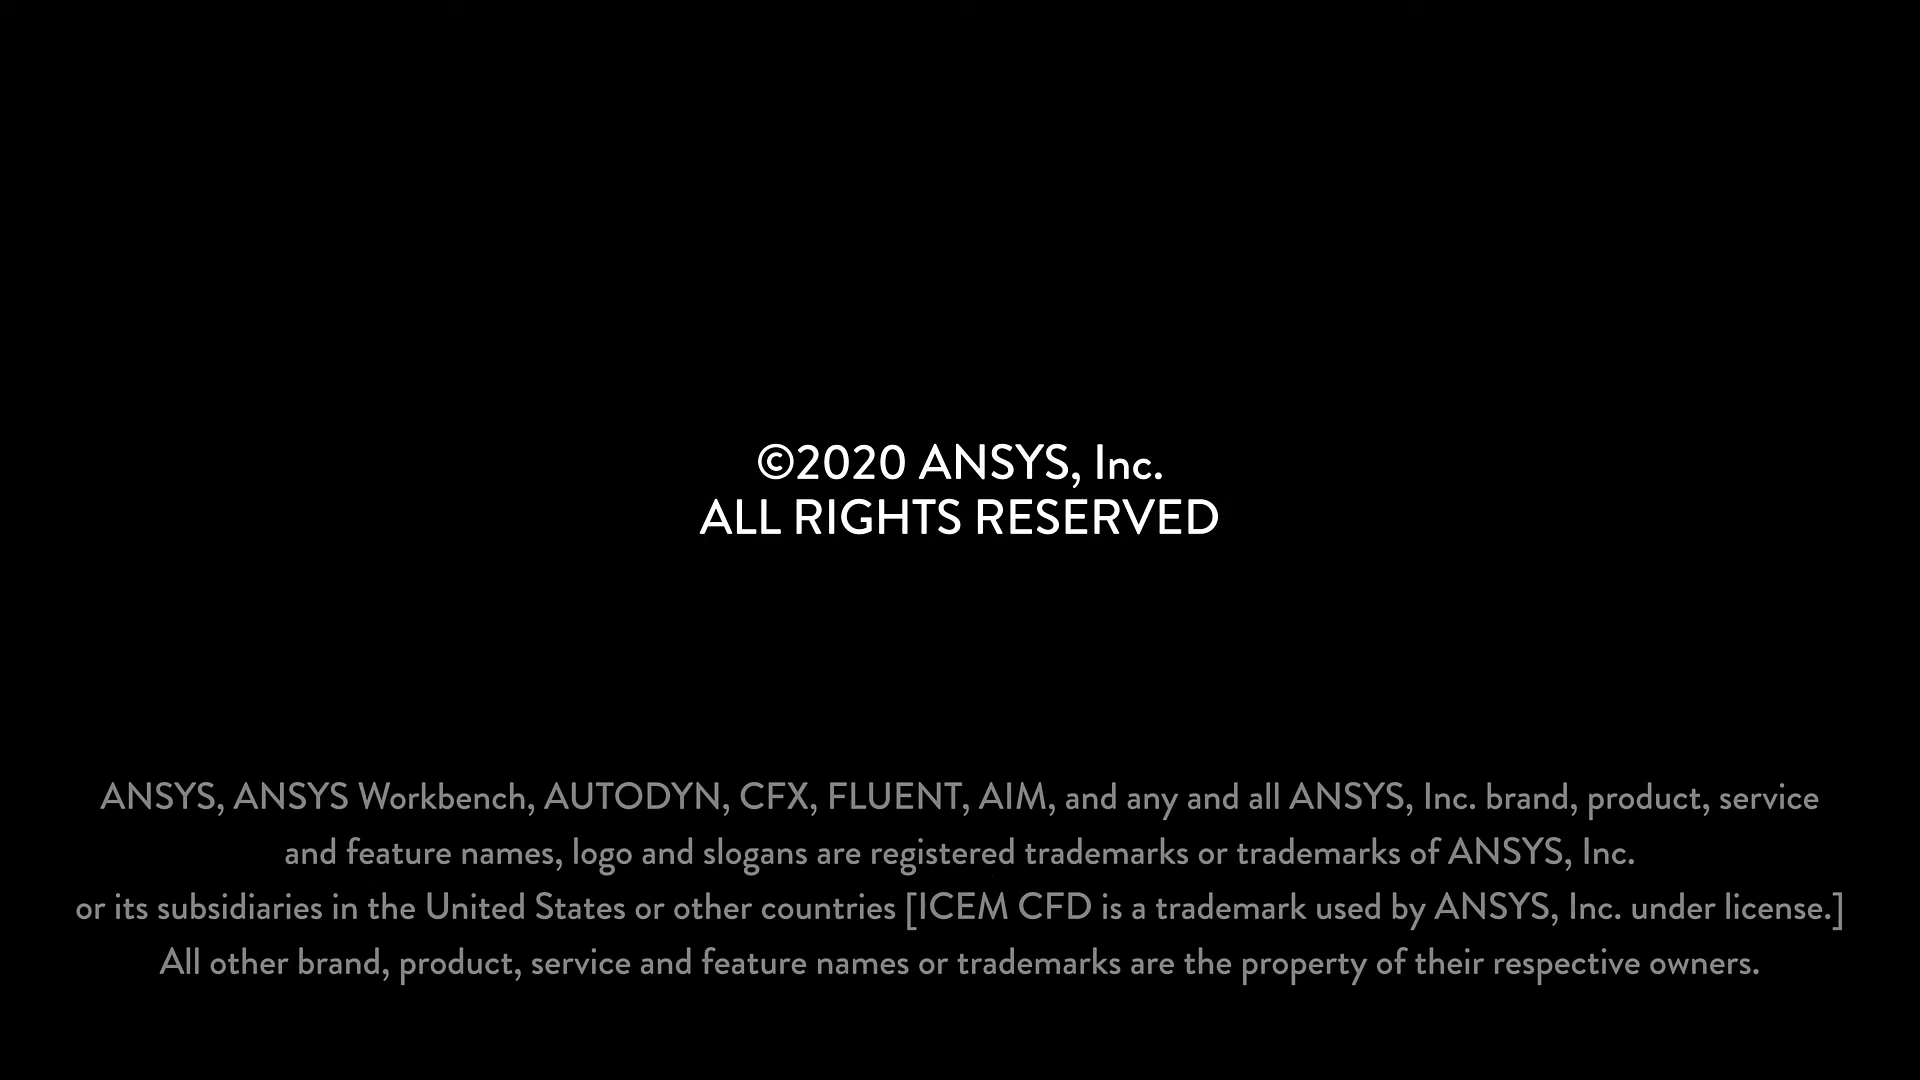 ©2020 ANSYS, Inc.
ALL RIGHTS RESERVED
ANSYS, ANSYS Workbench, AUTODYN, CFX, FLUENT, AIM, and any and all ANSYS, Inc. brand, product, service
and feature names, logo and slogans are registered trademarks or trademarks of ANSYS, Inc.
or its subsidiaries in the United States or other countries [ICEM CFD is a trademark used by ANSYS, Inc. under license.]
All other brand, product, service and feature names or trademarks are the property of their respective owners.